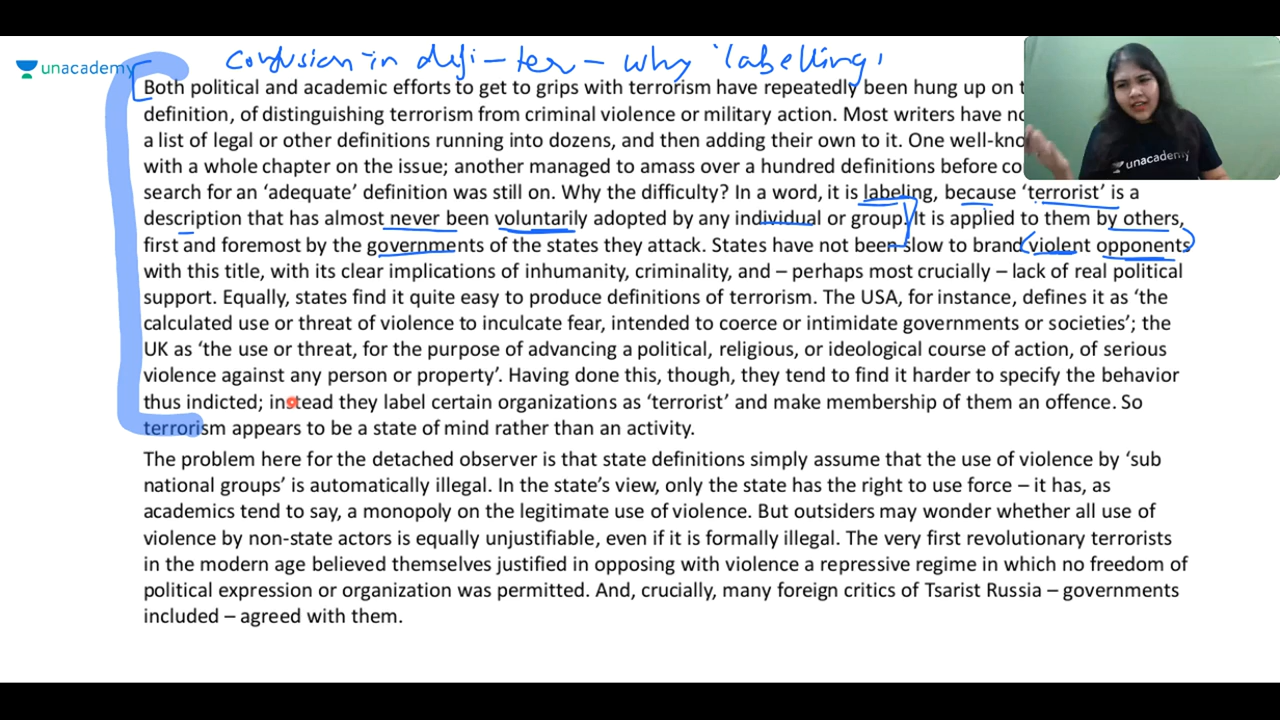 confusion in defi - ter - why 'labelling'
unacademy
Both political and academic efforts to get to grips with terrorism have repeatedly been hung up on t
definition, of distinguishing terrorism from criminal violence or military action. Most writers have no
a list of legal or other definitions running into dozens, and then adding their own to it. One well-kno
with a whole chapter on the issue; another managed to amass over a hundred definitions before co
unacademy
search for an 'adequate' definition was still on. Why the difficulty? In a word, it is labeling, because 'terrorist' is a
description that has almost never been voluntarily adopted by any individual or group. It is applied to them by others,
first and foremost by the governments of the states they attack. States have not been slow to brand violent opponents
with this title, with its clear implications of inhumanity, criminality, and – perhaps most crucially – lack of real political
support. Equally, states find it quite easy to produce definitions of terrorism. The USA, for instance, defines it as 'the
calculated use or threat of violence to inculcate fear, intended to coerce or intimidate governments or societies'; the
UK as 'the use or threat, for the purpose of advancing a political, religious, or ideological course of action, of serious
violence against any person or property'. Having done this, though, they tend to find it harder to specify the behavior
thus indicted; instead they label certain organizations as 'terrorist' and make membership of them an offence. So
terrorism appears to be a state of mind rather than an activity.
The problem here for the detached observer is that state definitions simply assume that the use of violence by 'sub
national groups' is automatically illegal. In the state's view, only the state has the right to use force – it has, as
academics tend to say, a monopoly on the legitimate use of violence. But outsiders may wonder whether all use of
violence by non-state actors is equally unjustifiable, even if it is formally illegal. The very first revolutionary terrorists
in the modern age believed themselves justified in opposing with violence a repressive regime in which no freedom of
political expression or organization was permitted. And, crucially, many foreign critics of Tsarist Russia – governments
included – agreed with them.